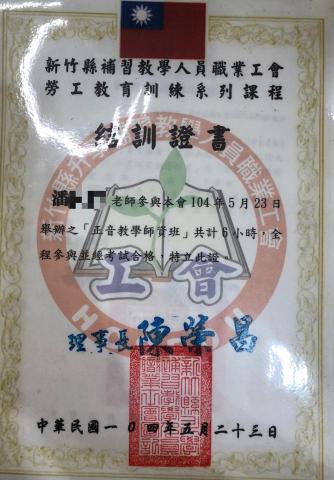 新竹縣補習教學人員職業工會
勞工教育訓練系列課程
結訓證書
潘 老師參與本會104年5月23日
舉辦之「正音教學師資班」共計6小時，全
程參與並經考試合格，特立此證。
工會
理事長陳榮昌
中華民國一〇四年五月二十三日